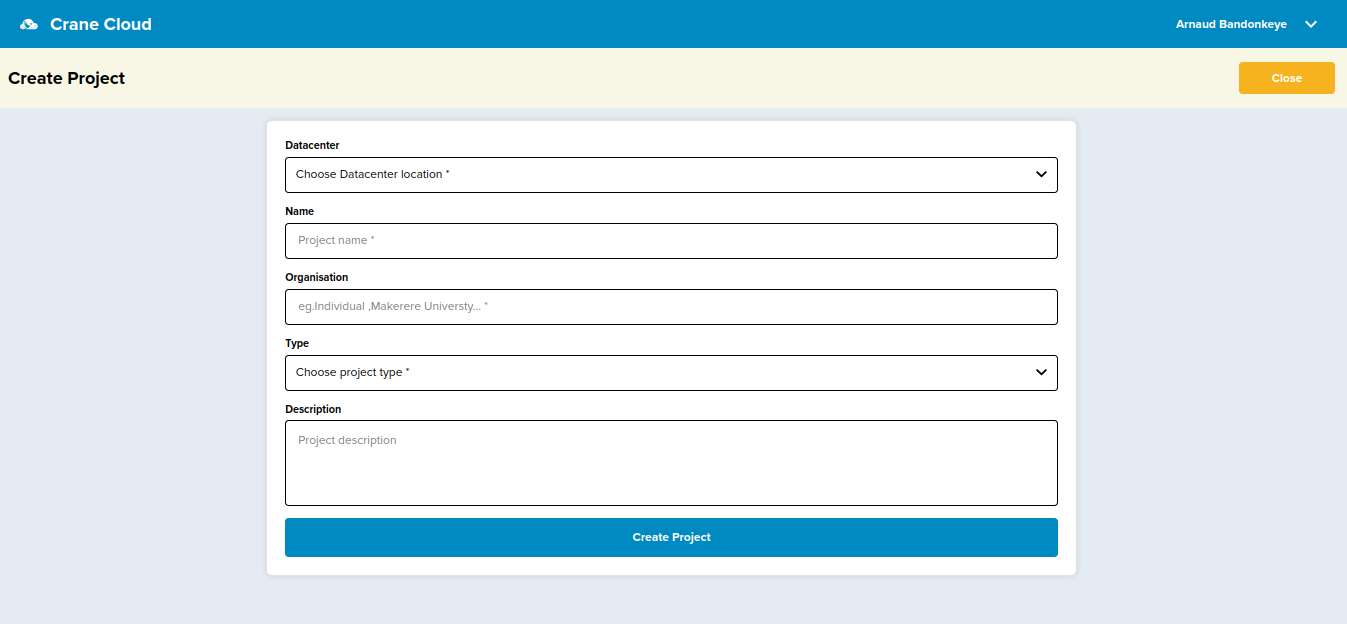 Crane Cloud
Arnaud Bandonkeye
Create Project
Close
Datacenter
Choose Datacenter location *
Name
Project name *
Organisation
eg.Individual ,Makerere Universty... *
Type
Choose project type *
Description
Project description
Create Project